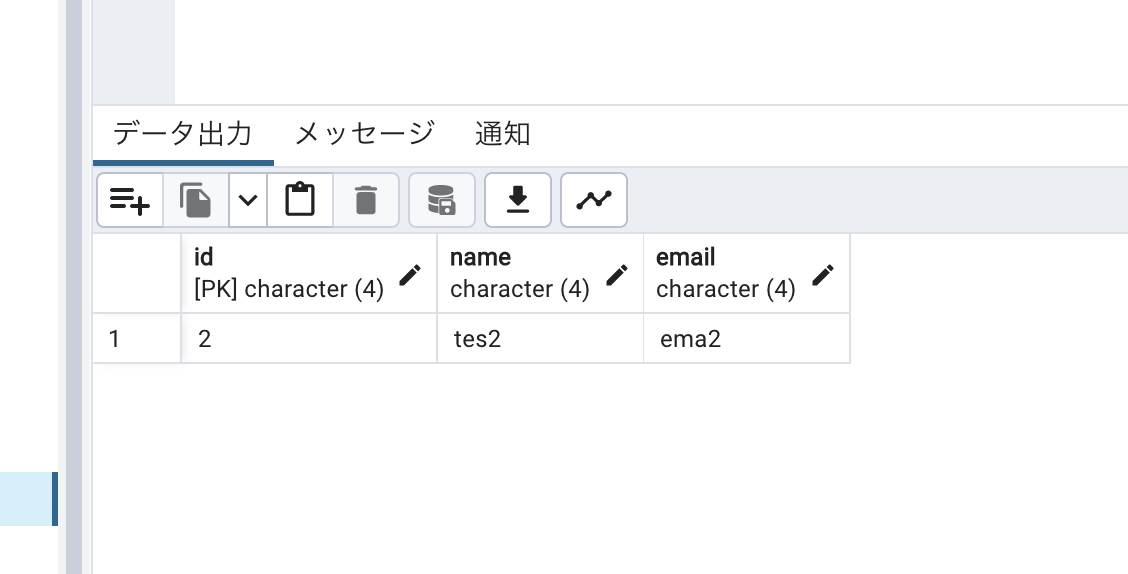 データ出力 メッセージ 通知
id name email
[PK] character (4) character (4) character (4)
1 2 tes2 ema2